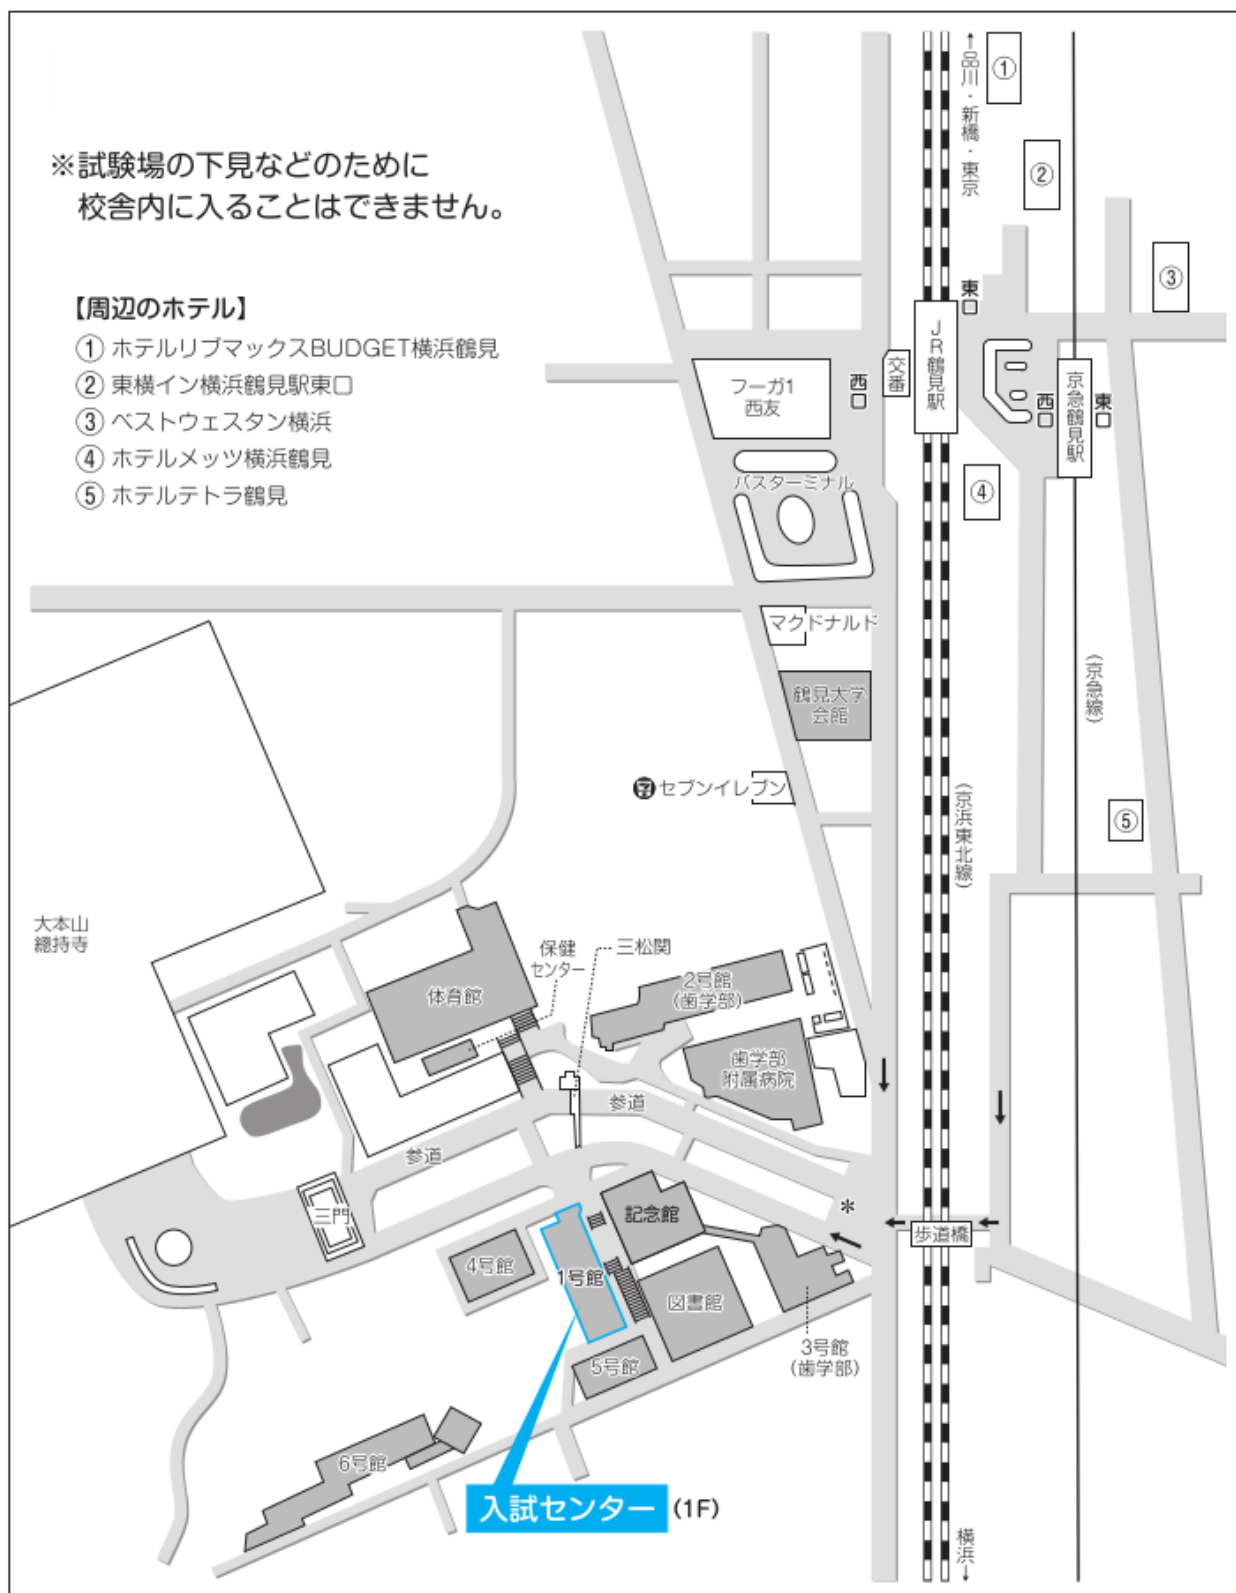 ※試験場の下見などのために
校舎内に入ることはできません。
【周辺のホテル】
① ホテルリブマックスBUDGET横浜鶴見
② 東横イン横浜鶴見駅東口
③ ベストウェスタン横浜
④ ホテルメッツ横浜鶴見
⑤ ホテルテトラ鶴見
←品川・新橋・東京
①
②
③
東口
JR鶴見駅
交番
西口
フーガ1
西友
西口
京急鶴見駅
東口
バスターミナル
④
マクドナルド
鶴見大学
会館
(京急線)
セブンイレブン
(京浜東北線)
⑤
大本山
總持寺
保健
センター
三松関
体育館
2号館
(歯学部)
歯学部
附属病院
参道
参道
三門
記念館
*
歩道橋
4号館
1号館
図書館
3号館
(歯学部)
5号館
6号館
入試センター (1F)
横浜→